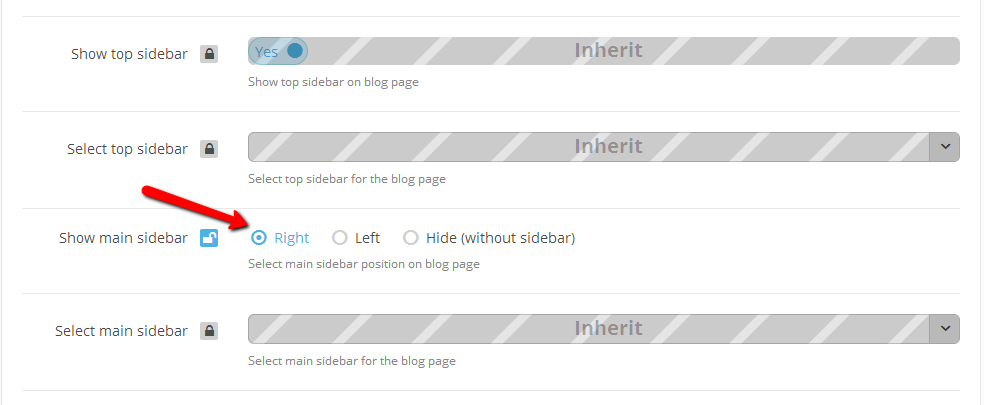 Show top sidebar Yes Inherit
Show top sidebar on blog page
Select top sidebar Inherit
Select top sidebar for the blog page
Show main sidebar Right Left Hide (without sidebar)
Select main sidebar position on blog page
Select main sidebar Inherit
Select main sidebar for the blog page